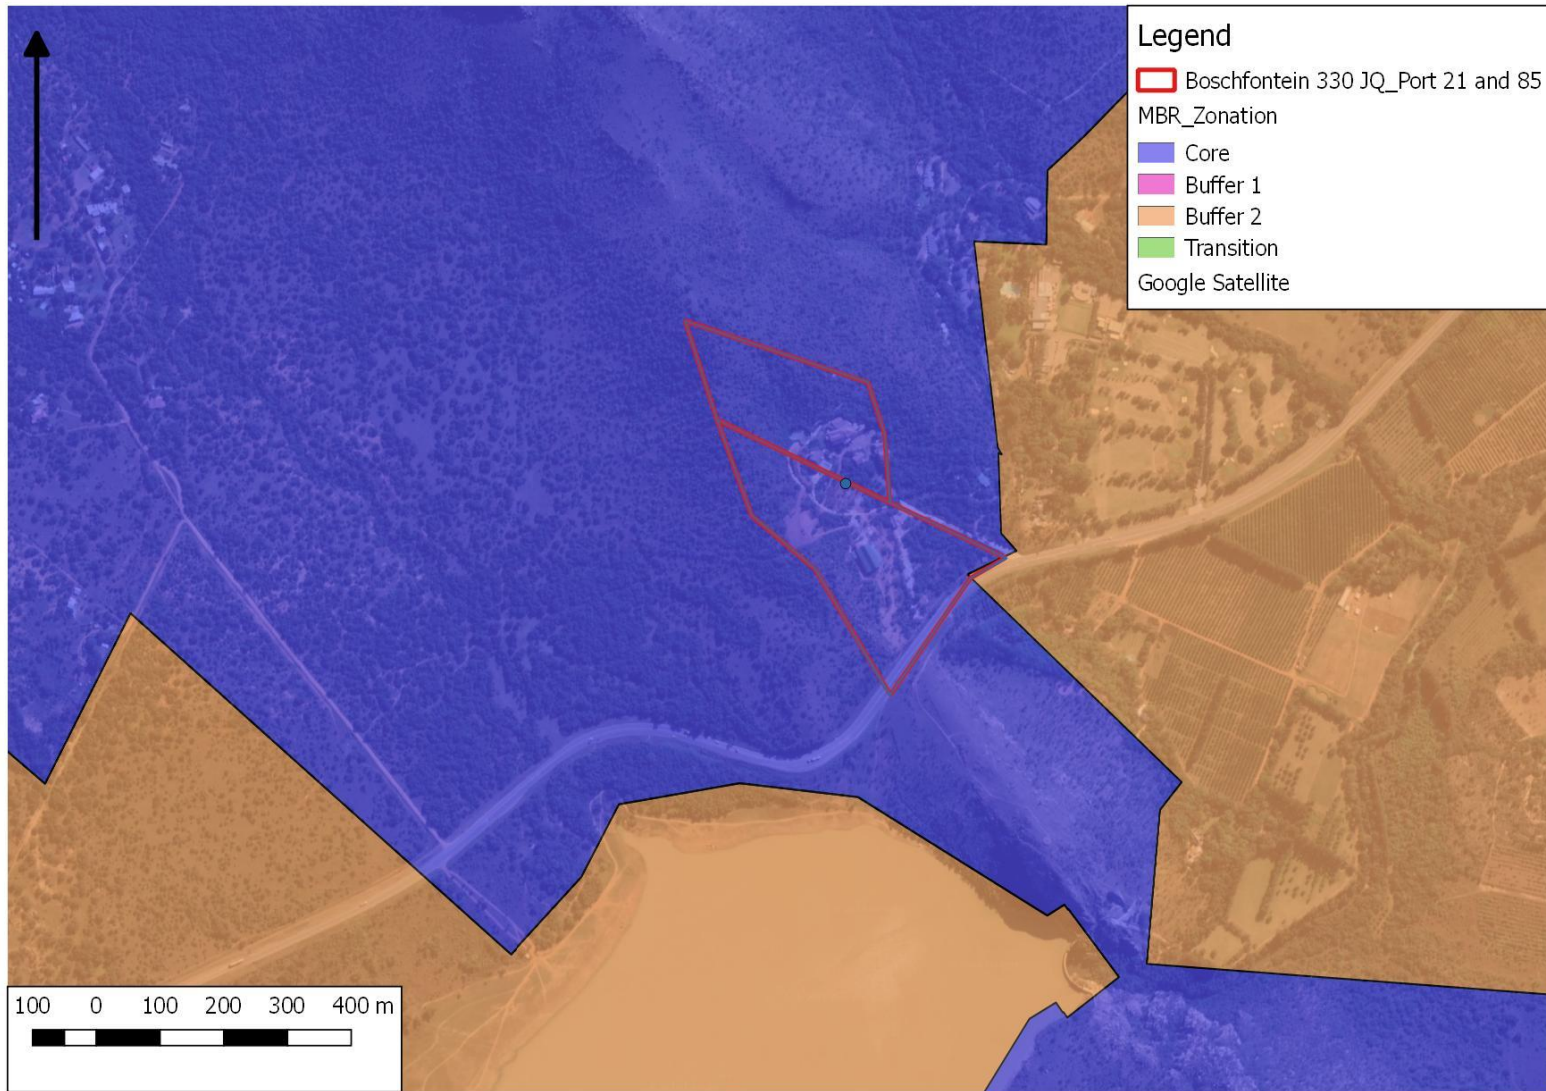 Legend
Boschfontein 330 JQ_Port 21 and 85
MBR_Zonation
Core
Buffer 1
Buffer 2
Transition
Google Satellite
100 0 100 200 300 400 m